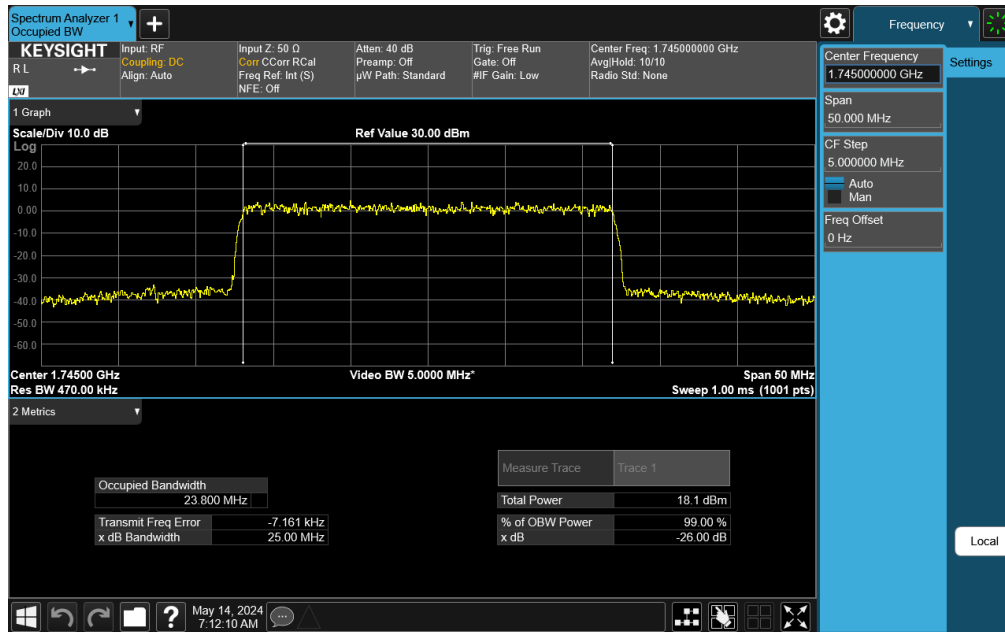 Spectrum Analyzer 1
Occupied BW
Frequency
KEYSIGHT
R L
LXI
Input: RF
Coupling: DC
Align: Auto
Input Z: 50 Ω
Corr CCorr RCal
Freq Ref: Int (S)
NFE: Off
Atten: 40 dB
Preamp: Off
µW Path: Standard
Trig: Free Run
Gate: Off
#IF Gain: Low
Center Freq: 1.745000000 GHz
Avg|Hold: 10/10
Radio Std: None
Center Frequency
1.745000000 GHz
Settings
Span
50.000 MHz
CF Step
5.000000 MHz
Auto
Man
Freq Offset
0 Hz
1 Graph
Scale/Div 10.0 dB
Ref Value 30.00 dBm
Log
20.0
10.0
0.00
-10.0
-20.0
-30.0
-40.0
-50.0
-60.0
Center 1.74500 GHz
Video BW 5.0000 MHz*
Span 50 MHz
Res BW 470.00 kHz
Sweep 1.00 ms (1001 pts)
2 Metrics
Measure Trace
Trace 1
Occupied Bandwidth
23.800 MHz
Total Power
18.1 dBm
Transmit Freq Error
-7.161 kHz
% of OBW Power
99.00 %
x dB Bandwidth
25.00 MHz
x dB
-26.00 dB
Local
May 14, 2024
7:12:10 AM